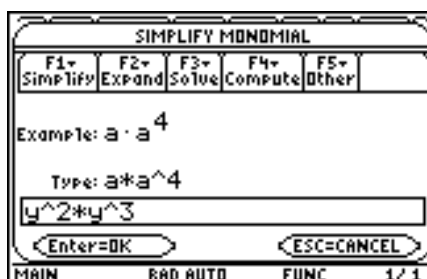 SIMPLIFY MONOMIAL
F1▾ F2▾ F3▾ F4▾ F5▾
Simplify Expand Solve Compute Other
Example: a · a⁴
Type: a*a^4
y^2*y^3
Enter=OK ESC=CANCEL
MAIN RAD AUTO FUNC 1/1